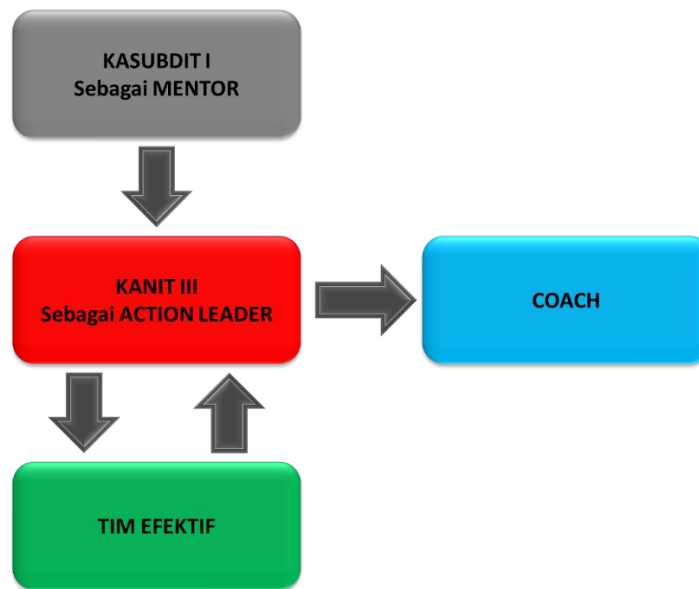 KASUBDIT I
Sebagai MENTOR
KANIT III
Sebagai ACTION LEADER
COACH
TIM EFEKTIF